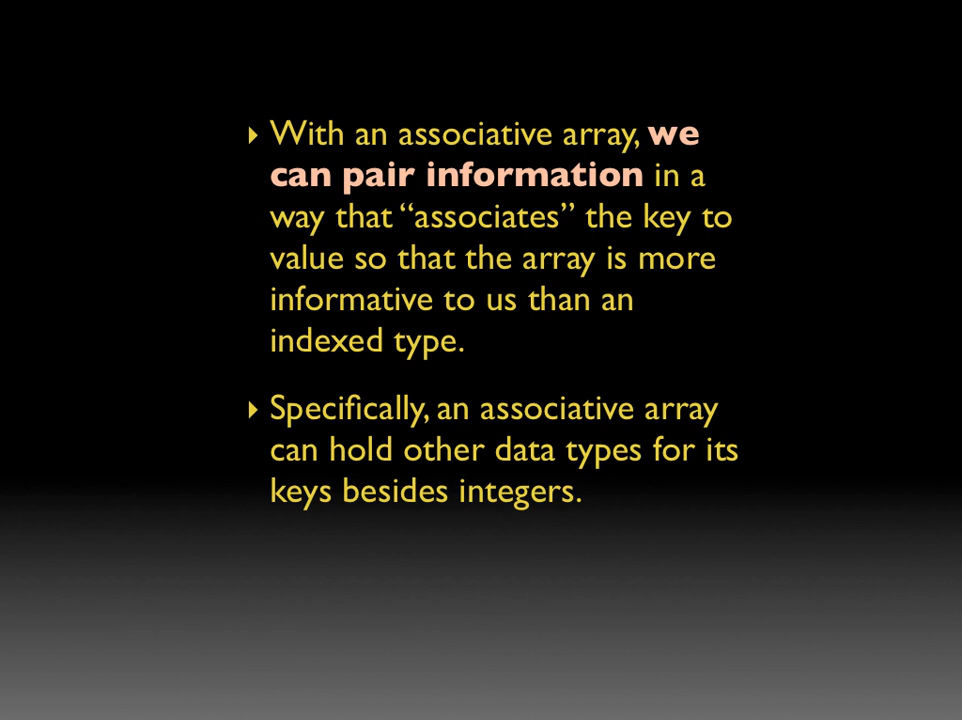 ‣ With an associative array, we
can pair information in a
way that “associates” the key to
value so that the array is more
informative to us than an
indexed type.
‣ Specifically, an associative array
can hold other data types for its
keys besides integers.